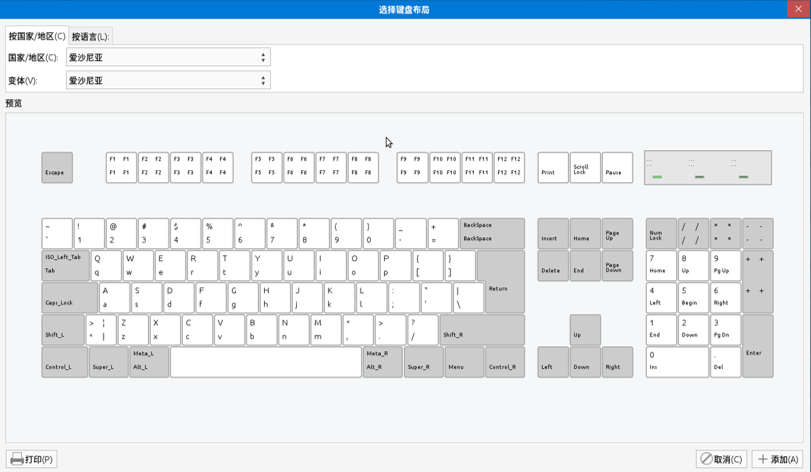 选择键盘布局
按国家/地区(C) 按语言(L):
国家/地区(C): 爱沙尼亚
变体(V): 爱沙尼亚
预览
Escape F1 F1 F2 F2 F3 F3 F4 F4 F5 F5 F6 F6 F7 F7 F8 F8 F9 F9 F10 F10 F11 F11 F12 F12
F1 F1 F2 F2 F3 F3 F4 F4 F5 F5 F6 F6 F7 F7 F8 F8 F9 F9 F10 F10 F11 F11 F12 F12 Print Scroll Lock Pause
~ ! @ # $ % ^ & * ( ) _ + BackSpace
` 1 2 3 4 5 6 7 8 9 0 - = BackSpace
Insert Home Page Up Num Lock / / * * - -
/ / * * - -
ISO_Left_Tab Q W E R T Y U I O P { }
Tab q w e r t y u i o p [ ]
Delete End Page Down 7 8 9 + +
Home Up Pg Up
Caps_Lock A S D F G H J K L : " | Return
a s d f g h j k l ; ' \
4 5 6 + +
Left Begin Right
Shift_L > ¦ Z X C V B N M < > ? Shift_R
< | z x c v b n m , . /
Up 1 2 3
End Down Pg Dn
Control_L Super_L Meta_L Alt_L Meta_R Alt_R Super_R Menu Control_R
Left Down Right 0 . Enter
Ins Del
打印(P) 取消(C) 添加(A)